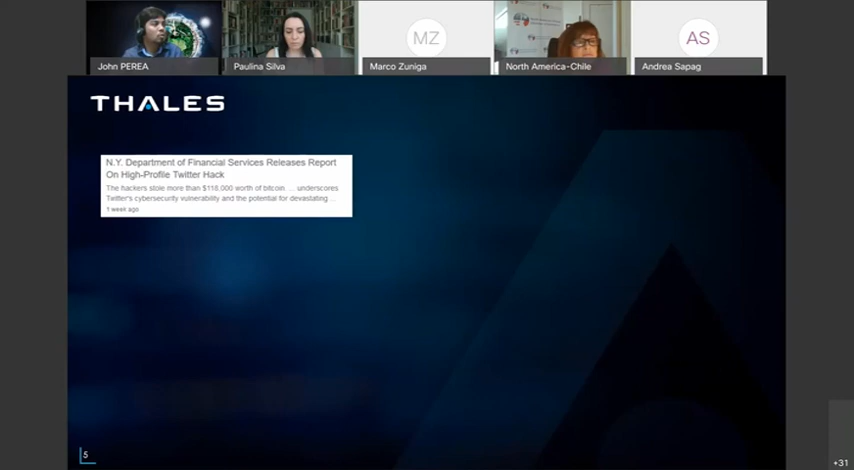 MZ
AS
John PEREA
Paulina Silva
Marco Zuniga
North America-Chile
Andrea Sapag
THALES
N.Y. Department of Financial Services Releases Report
On High-Profile Twitter Hack
The hackers stole more than $118,000 worth of bitcoin. ... underscores
Twitter's cybersecurity vulnerability and the potential for devastating ...
1 week ago
5
+31